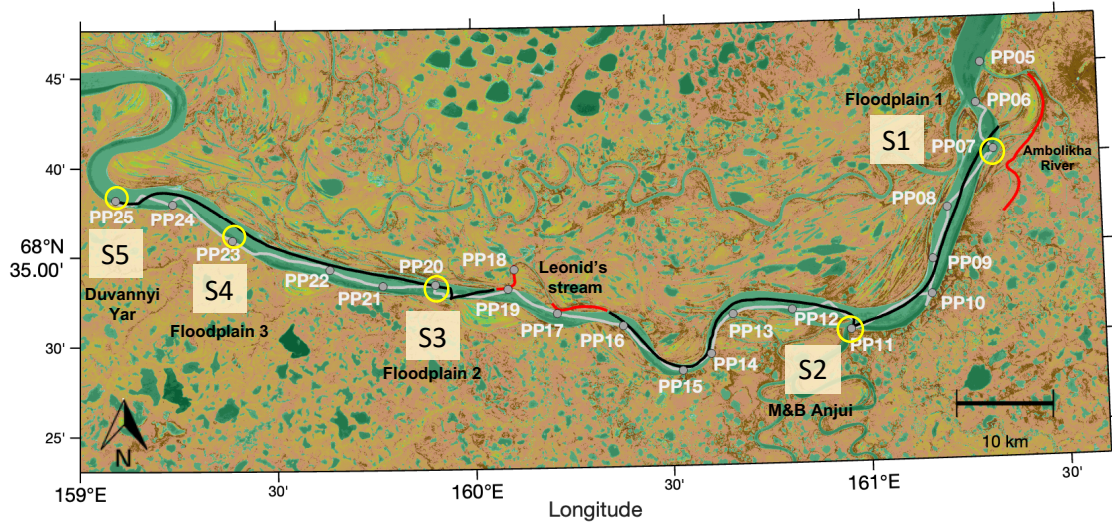 45'
PP05
Floodplain 1
PP06
S1
PP07
Ambolikha
River
40'
PP08
PP25
PP24
68°N
35.00'
S5
PP23
PP22
PP20
PP18
Leonid's
stream
PP09
S4
PP21
PP19
Duvannyi
Yar
PP17
PP10
PP13
PP12
Floodplain 3
S3
PP16
PP11
30'
PP14
S2
Floodplain 2
PP15
M&B Anjui
25'
N
10 km
159°E
30'
160°E
30'
161°E
30'
Longitude